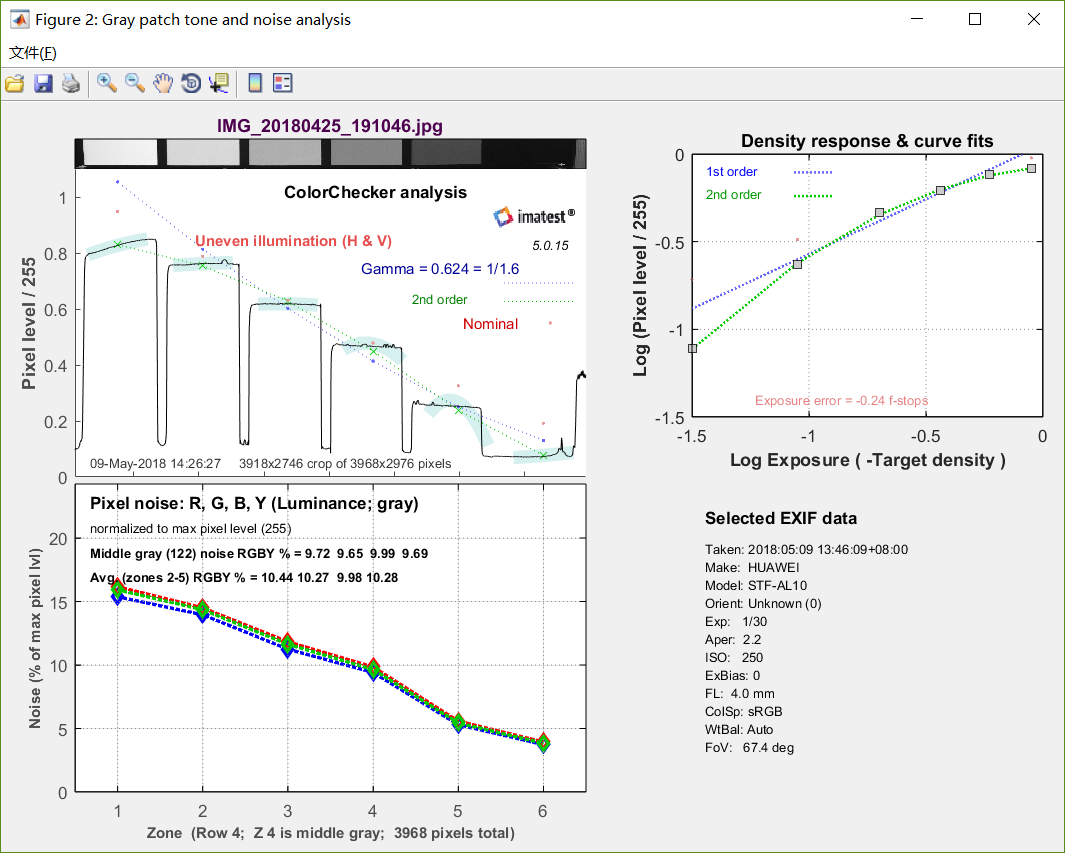 Figure 2: Gray patch tone and noise analysis
文件(F)
IMG_20180425_191046.jpg
ColorChecker analysis
imatest®
5.0.15
Uneven illumination (H & V)
Gamma = 0.624 = 1/1.6
2nd order
Nominal
1
0.8
0.6
0.4
0.2
0
Pixel level / 255
09-May-2018 14:26:27
3918x2746 crop of 3968x2976 pixels
Pixel noise: R, G, B, Y (Luminance; gray)
normalized to max pixel level (255)
Middle gray (122) noise RGBY % = 9.72 9.65 9.99 9.69
Avg. (zones 2-5) RGBY % = 10.44 10.27 9.98 10.28
20
15
10
5
0
Noise (% of max pixel lvl)
1 2 3 4 5 6
Zone (Row 4; Z 4 is middle gray; 3968 pixels total)
Density response & curve fits
1st order
2nd order
0
-0.5
-1
-1.5
Log (Pixel level / 255)
Exposure error = -0.24 f-stops
-1.5 -1 -0.5 0
Log Exposure ( -Target density )
Selected EXIF data
Taken: 2018:05:09 13:46:09+08:00
Make: HUAWEI
Model: STF-AL10
Orient: Unknown (0)
Exp: 1/30
Aper: 2.2
ISO: 250
ExBias: 0
FL: 4.0 mm
ColSp: sRGB
WtBal: Auto
FoV: 67.4 deg